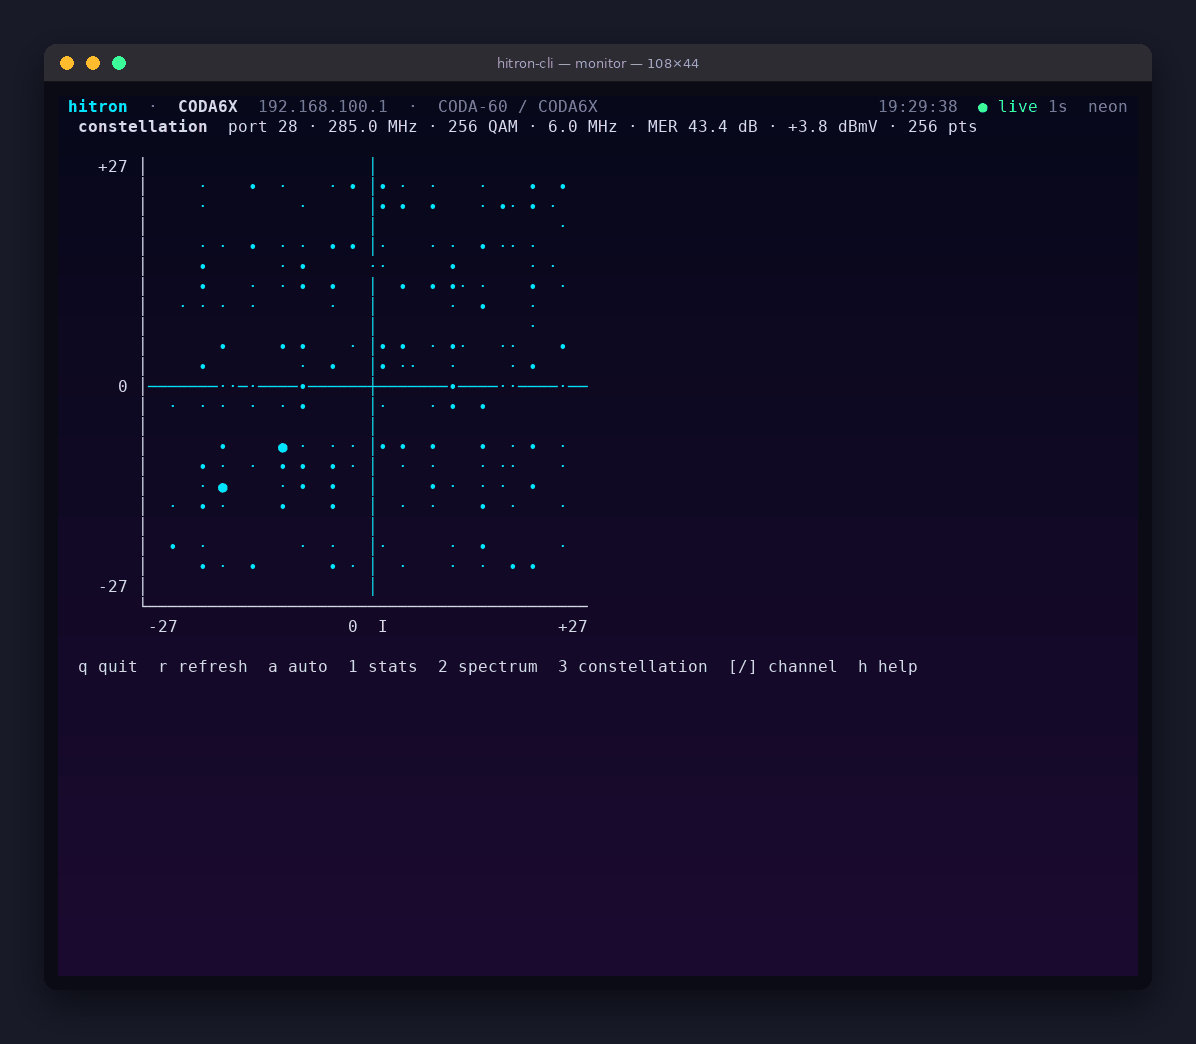 hitron-cli — monitor — 108×44
hitron · CODA6X 192.168.100.1 · CODA-60 / CODA6X 19:29:38 ● live 1s neon
constellation port 28 · 285.0 MHz · 256 QAM · 6.0 MHz · MER 43.4 dB · +3.8 dBmV · 256 pts
+27
0
-27
-27 0 I +27
q quit r refresh a auto 1 stats 2 spectrum 3 constellation [/] channel h help